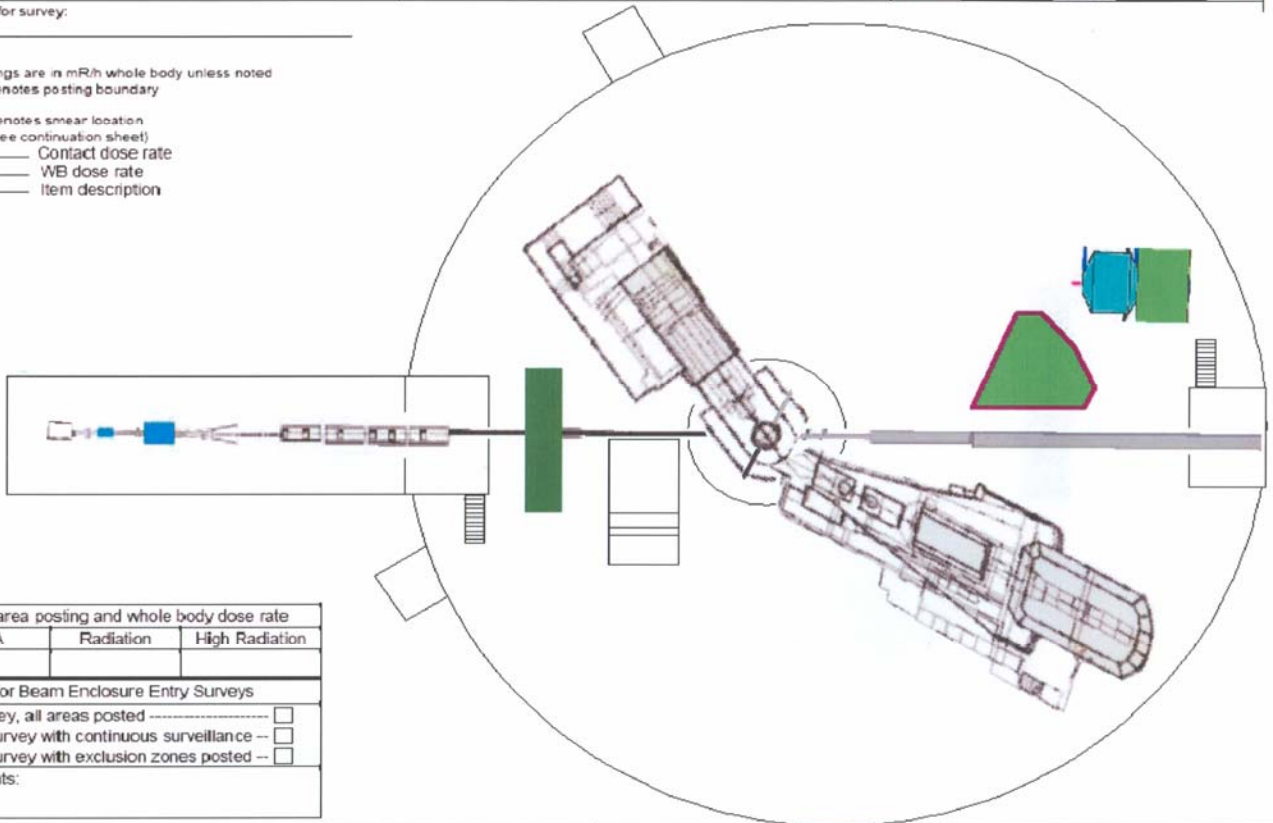 for survey:
ngs are in mR/h whole body unless noted
enotes posting boundary
enotes smear location
ee continuation sheet)
Contact dose rate
WB dose rate
Item description
area posting and whole body dose rate
A Radiation High Radiation
or Beam Enclosure Entry Surveys
ey, all areas posted
urvey with continuous surveillance
urvey with exclusion zones posted
nts: